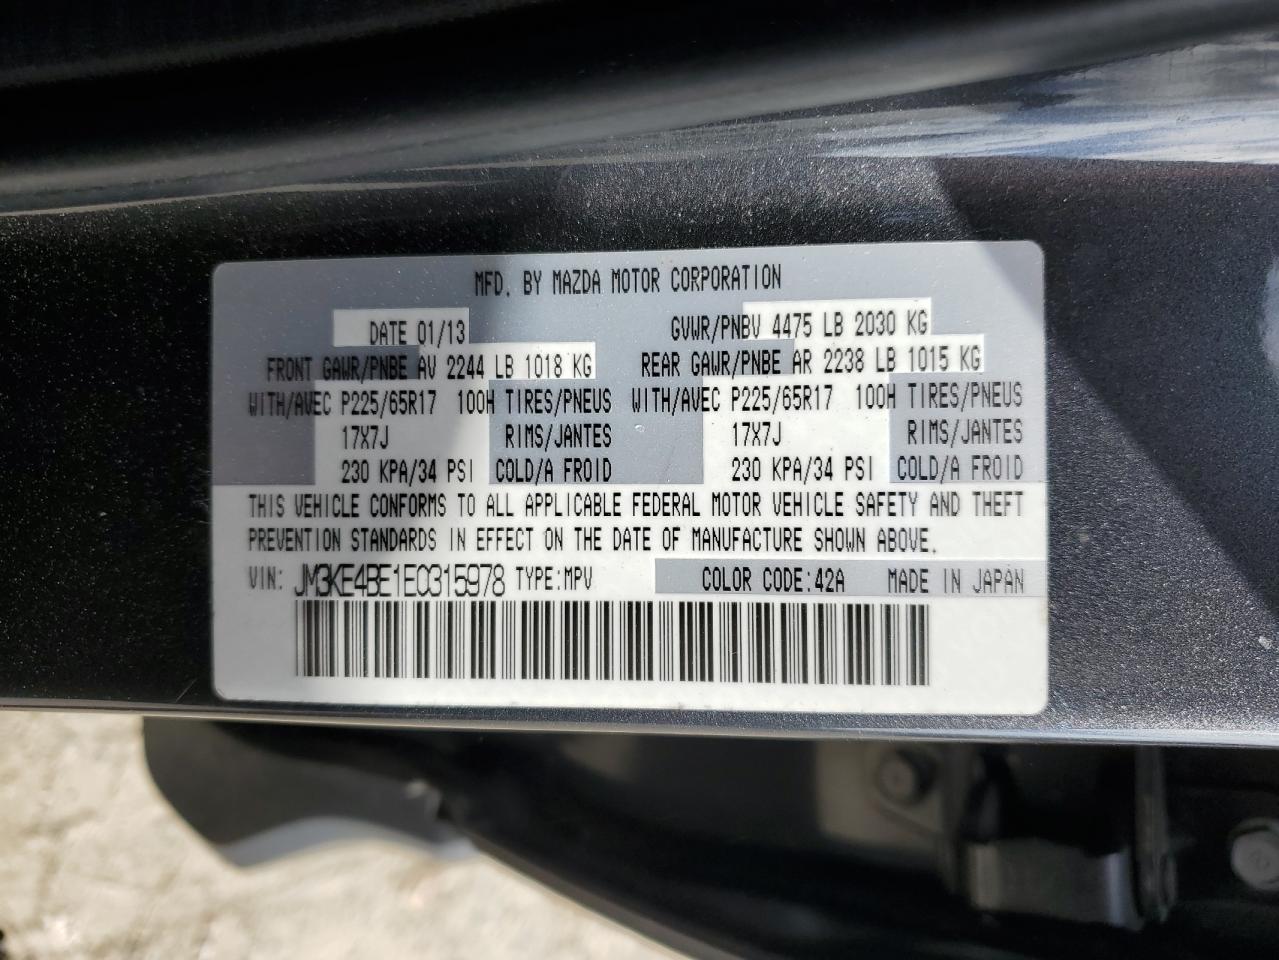 MFD. BY MAZDA MOTOR CORPORATION
DATE 01/13 GVWR/PNBV 4475 LB 2030 KG
FRONT GAWR/PNBE AV 2244 LB 1018 KG REAR GAWR/PNBE AR 2238 LB 1015 KG
WITH/AVEC P225/65R17 100H TIRES/PNEUS WITH/AVEC P225/65R17 100H TIRES/PNEUS
17X7J RIMS/JANTES 17X7J RIMS/JANTES
230 KPA/34 PSI COLD/A FROID 230 KPA/34 PSI COLD/A FROID
THIS VEHICLE CONFORMS TO ALL APPLICABLE FEDERAL MOTOR VEHICLE SAFETY AND THEFT
PREVENTION STANDARDS IN EFFECT ON THE DATE OF MANUFACTURE SHOWN ABOVE.
VIN: JM3KE4BE1E0315978 TYPE:MPV COLOR CODE:42A MADE IN JAPAN